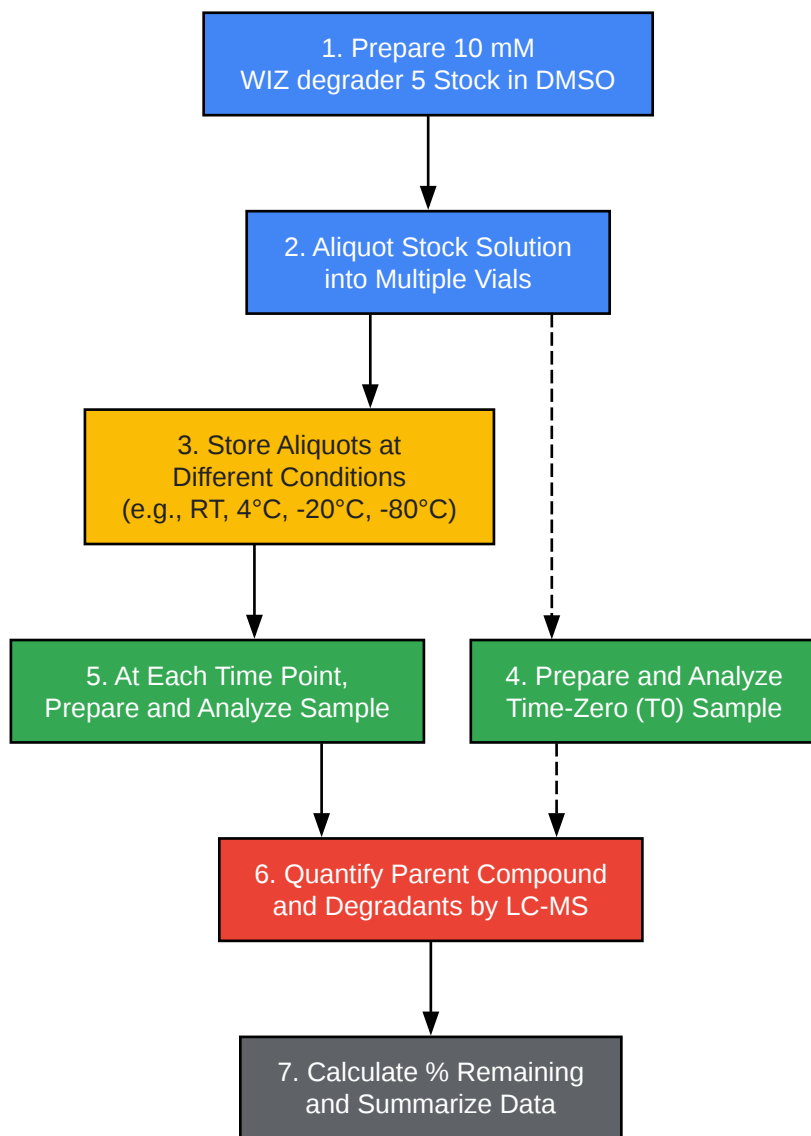 1. Prepare 10 mM
WIZ degrader 5 Stock in DMSO
2. Aliquot Stock Solution
into Multiple Vials
3. Store Aliquots at
Different Conditions
(e.g., RT, 4°C, -20°C, -80°C)
5. At Each Time Point,
Prepare and Analyze Sample
4. Prepare and Analyze
Time-Zero (T0) Sample
6. Quantify Parent Compound
and Degradants by LC-MS
7. Calculate % Remaining
and Summarize Data